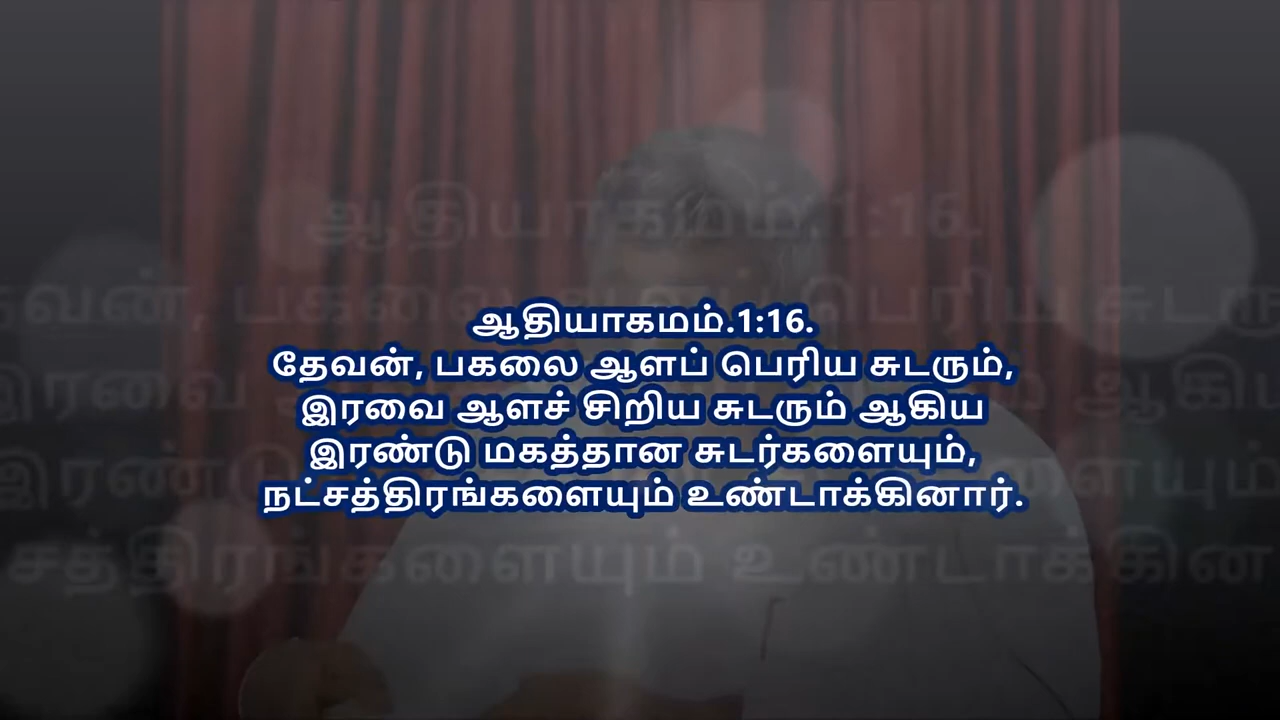 ஆதியாகமம்.1:16.
தேவன், பகலை ஆளப் பெரிய சுடரும்,
இரவை ஆளச் சிறிய சுடரும் ஆகிய
இரண்டு மகத்தான சுடர்களையும்,
நட்சத்திரங்களையும் உண்டாக்கினார்.